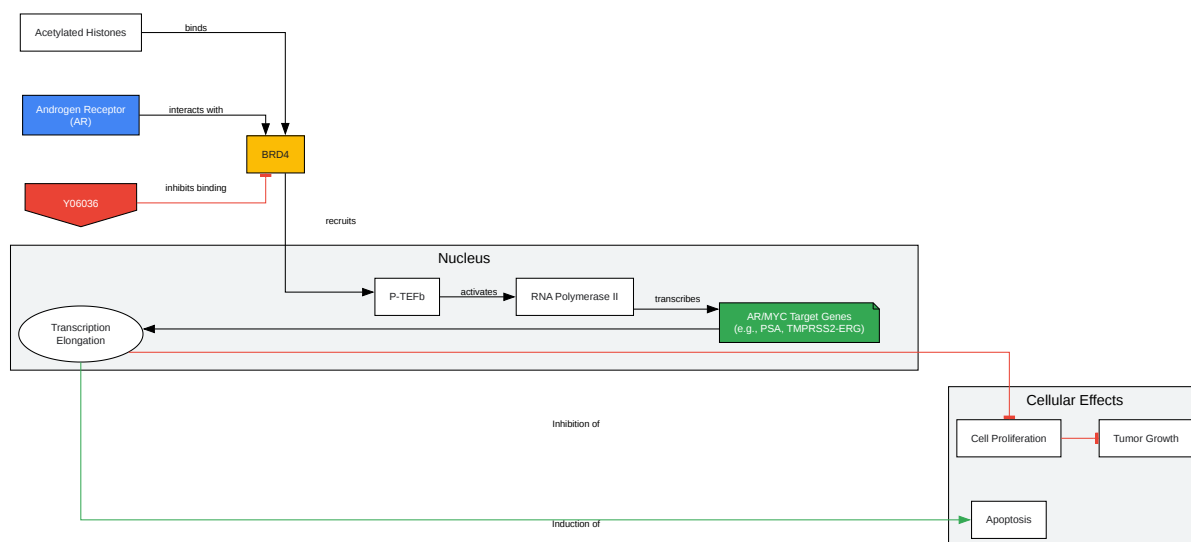 Acetylated Histones
binds
Androgen Receptor
(AR)
interacts with
BRD4
Y06036
inhibits binding
recruits
Nucleus
P-TEFb
activates
RNA Polymerase II
transcribes
AR/MYC Target Genes
(e.g., PSA, TMPRSS2-ERG)
Transcription
Elongation
Cellular Effects
Inhibition of
Cell Proliferation
Tumor Growth
Induction of
Apoptosis